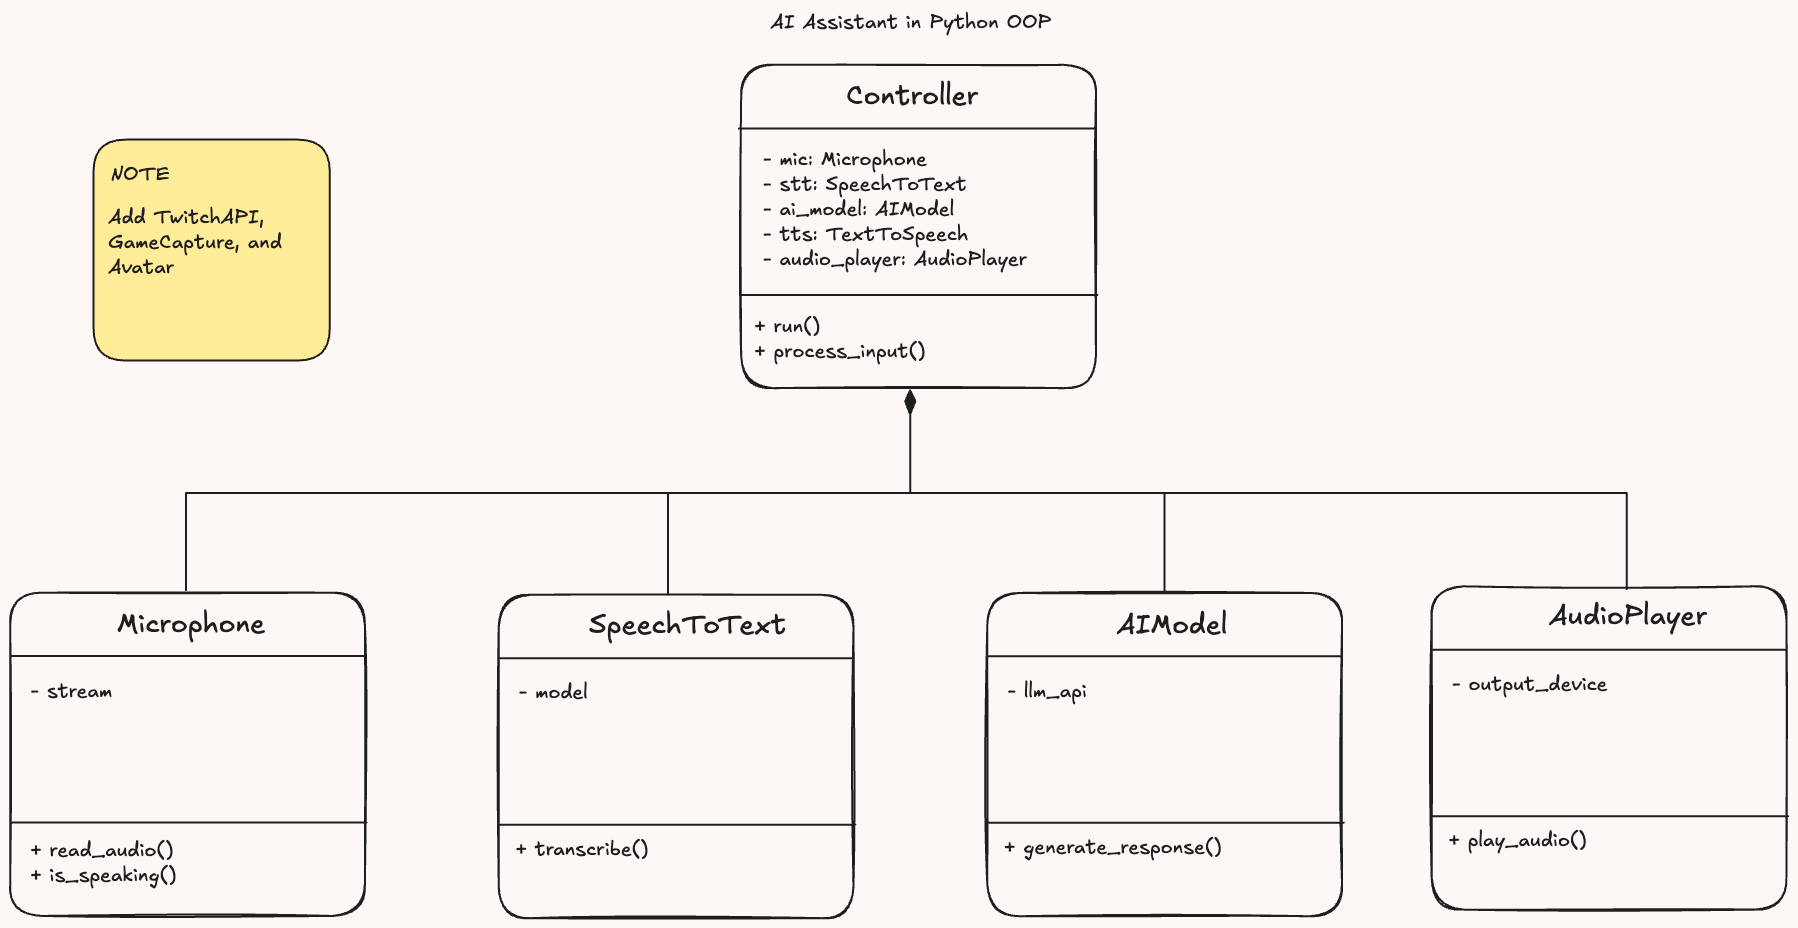 AI Assistant in Python OOP
Controller
- mic: Microphone
- stt: SpeechToText
- ai_model: AIModel
- tts: TextToSpeech
- audio_player: AudioPlayer
+ run()
+ process_input()
NOTE
Add TwitchAPI,
GameCapture, and
Avatar
Microphone
- stream
+ read_audio()
+ is_speaking()
SpeechToText
- model
+ transcribe()
AIModel
- llm_api
+ generate_response()
AudioPlayer
- output_device
+ play_audio()